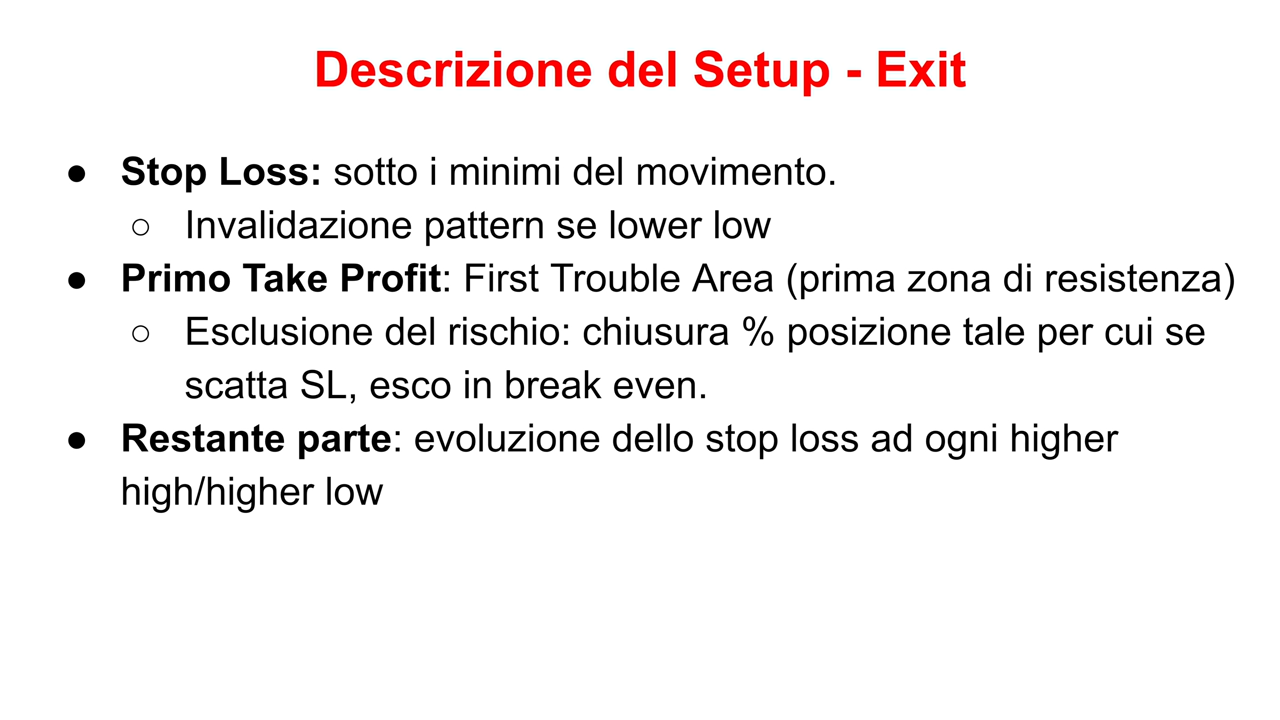 Descrizione del Setup - Exit
● Stop Loss: sotto i minimi del movimento.
○ Invalidazione pattern se lower low
● Primo Take Profit: First Trouble Area (prima zona di resistenza)
○ Esclusione del rischio: chiusura % posizione tale per cui se
scatta SL, esco in break even.
● Restante parte: evoluzione dello stop loss ad ogni higher
high/higher low